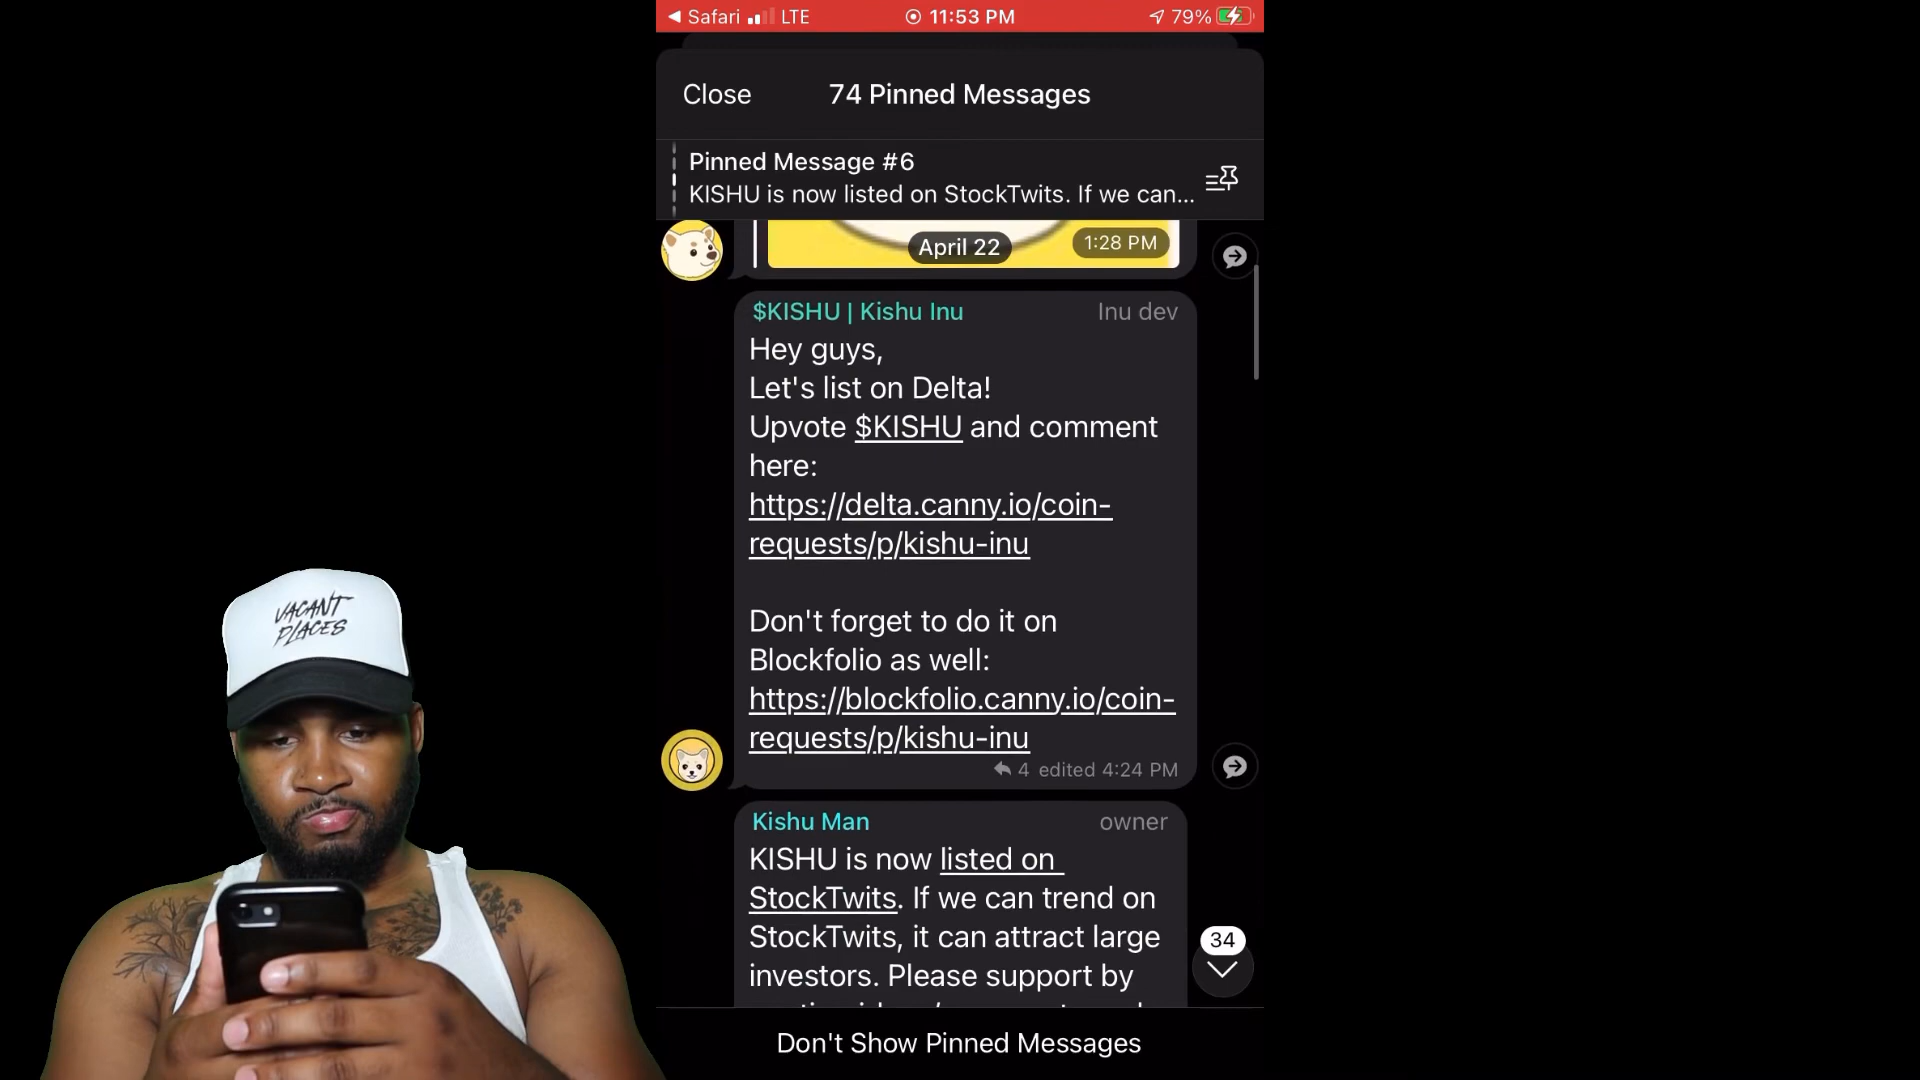 Safari LTE 11:53 PM 79%
Close 74 Pinned Messages
Pinned Message #6
KISHU is now listed on StockTwits. If we can...
April 22 1:28 PM
$KISHU | Kishu Inu Inu dev
Hey guys,
Let's list on Delta!
Upvote $KISHU and comment
here:
https://delta.canny.io/coin-
requests/p/kishu-inu
Don't forget to do it on
Blockfolio as well:
https://blockfolio.canny.io/coin-
requests/p/kishu-inu
4 edited 4:24 PM
Kishu Man owner
KISHU is now listed on
StockTwits. If we can trend on
StockTwits, it can attract large
investors. Please support by
34
Don't Show Pinned Messages
VACANT
PLACES